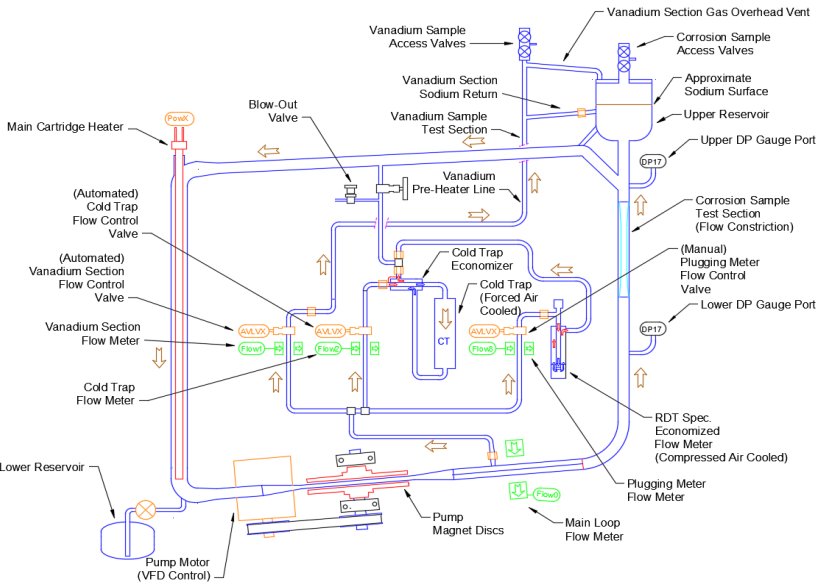 Vanadium Sample
Access Valves
Vanadium Section Gas Overhead Vent
Corrosion Sample
Access Valves
Vanadium Section
Sodium Return
Approximate
Sodium Surface
Blow-Out
Valve
Vanadium Sample
Test Section
Upper Reservoir
PowX
Main Cartridge Heater
Upper DP Gauge Port
DP17
Vanadium
Pre-Heater Line
(Automated)
Cold Trap
Flow Control
Valve
Corrosion Sample
Test Section
(Flow Constriction)
(Automated)
Vanadium Section
Flow Control
Valve
Cold Trap
Economizer
(Manual)
Plugging Meter
Flow Control
Valve
Cold Trap
(Forced Air
Cooled)
Lower DP Gauge Port
Vanadium Section
Flow Meter
AVLVX
AVLVX
AVLVX
DP17
Flow1
Flow2
CT
Flow5
Cold Trap
Flow Meter
RDT Spec.
Economized
Flow Meter
(Compressed Air Cooled)
Lower Reservoir
Plugging Meter
Flow Meter
Flow0
Pump
Magnet Discs
Main Loop
Flow Meter
Pump Motor
(VFD Control)